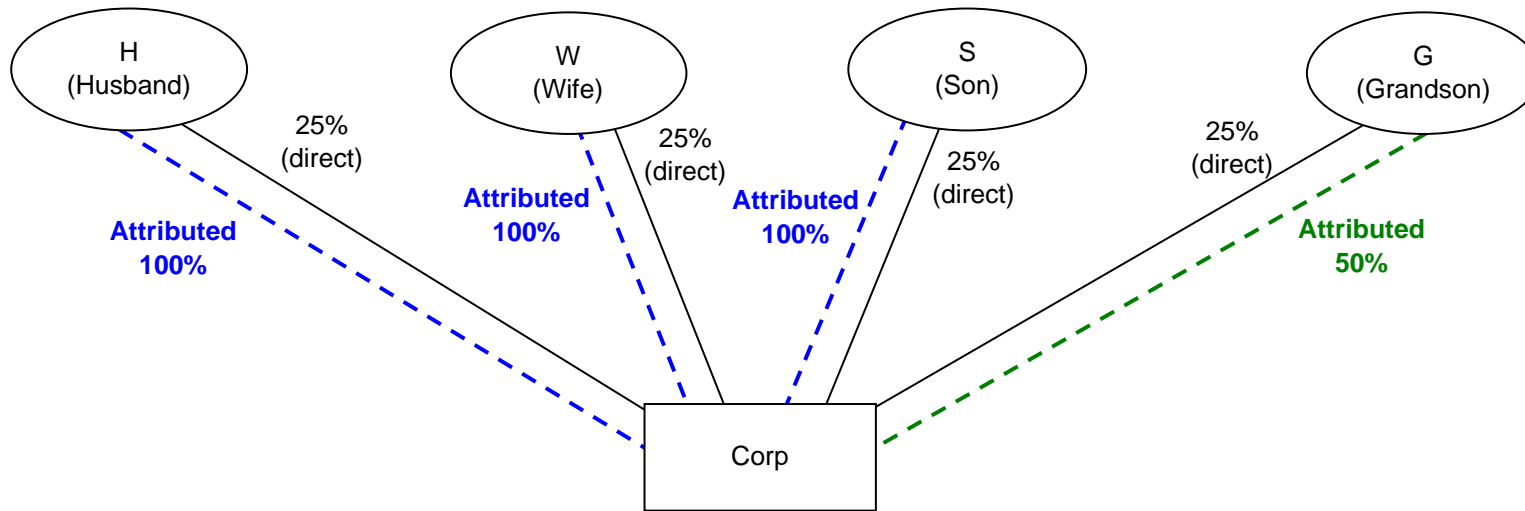 H
(Husband)
W
(Wife)
S
(Son)
G
(Grandson)
25%
(direct)
25%
(direct)
25%
(direct)
25%
(direct)
Attributed
100%
Attributed
100%
Attributed
100%
Attributed
50%
Corp